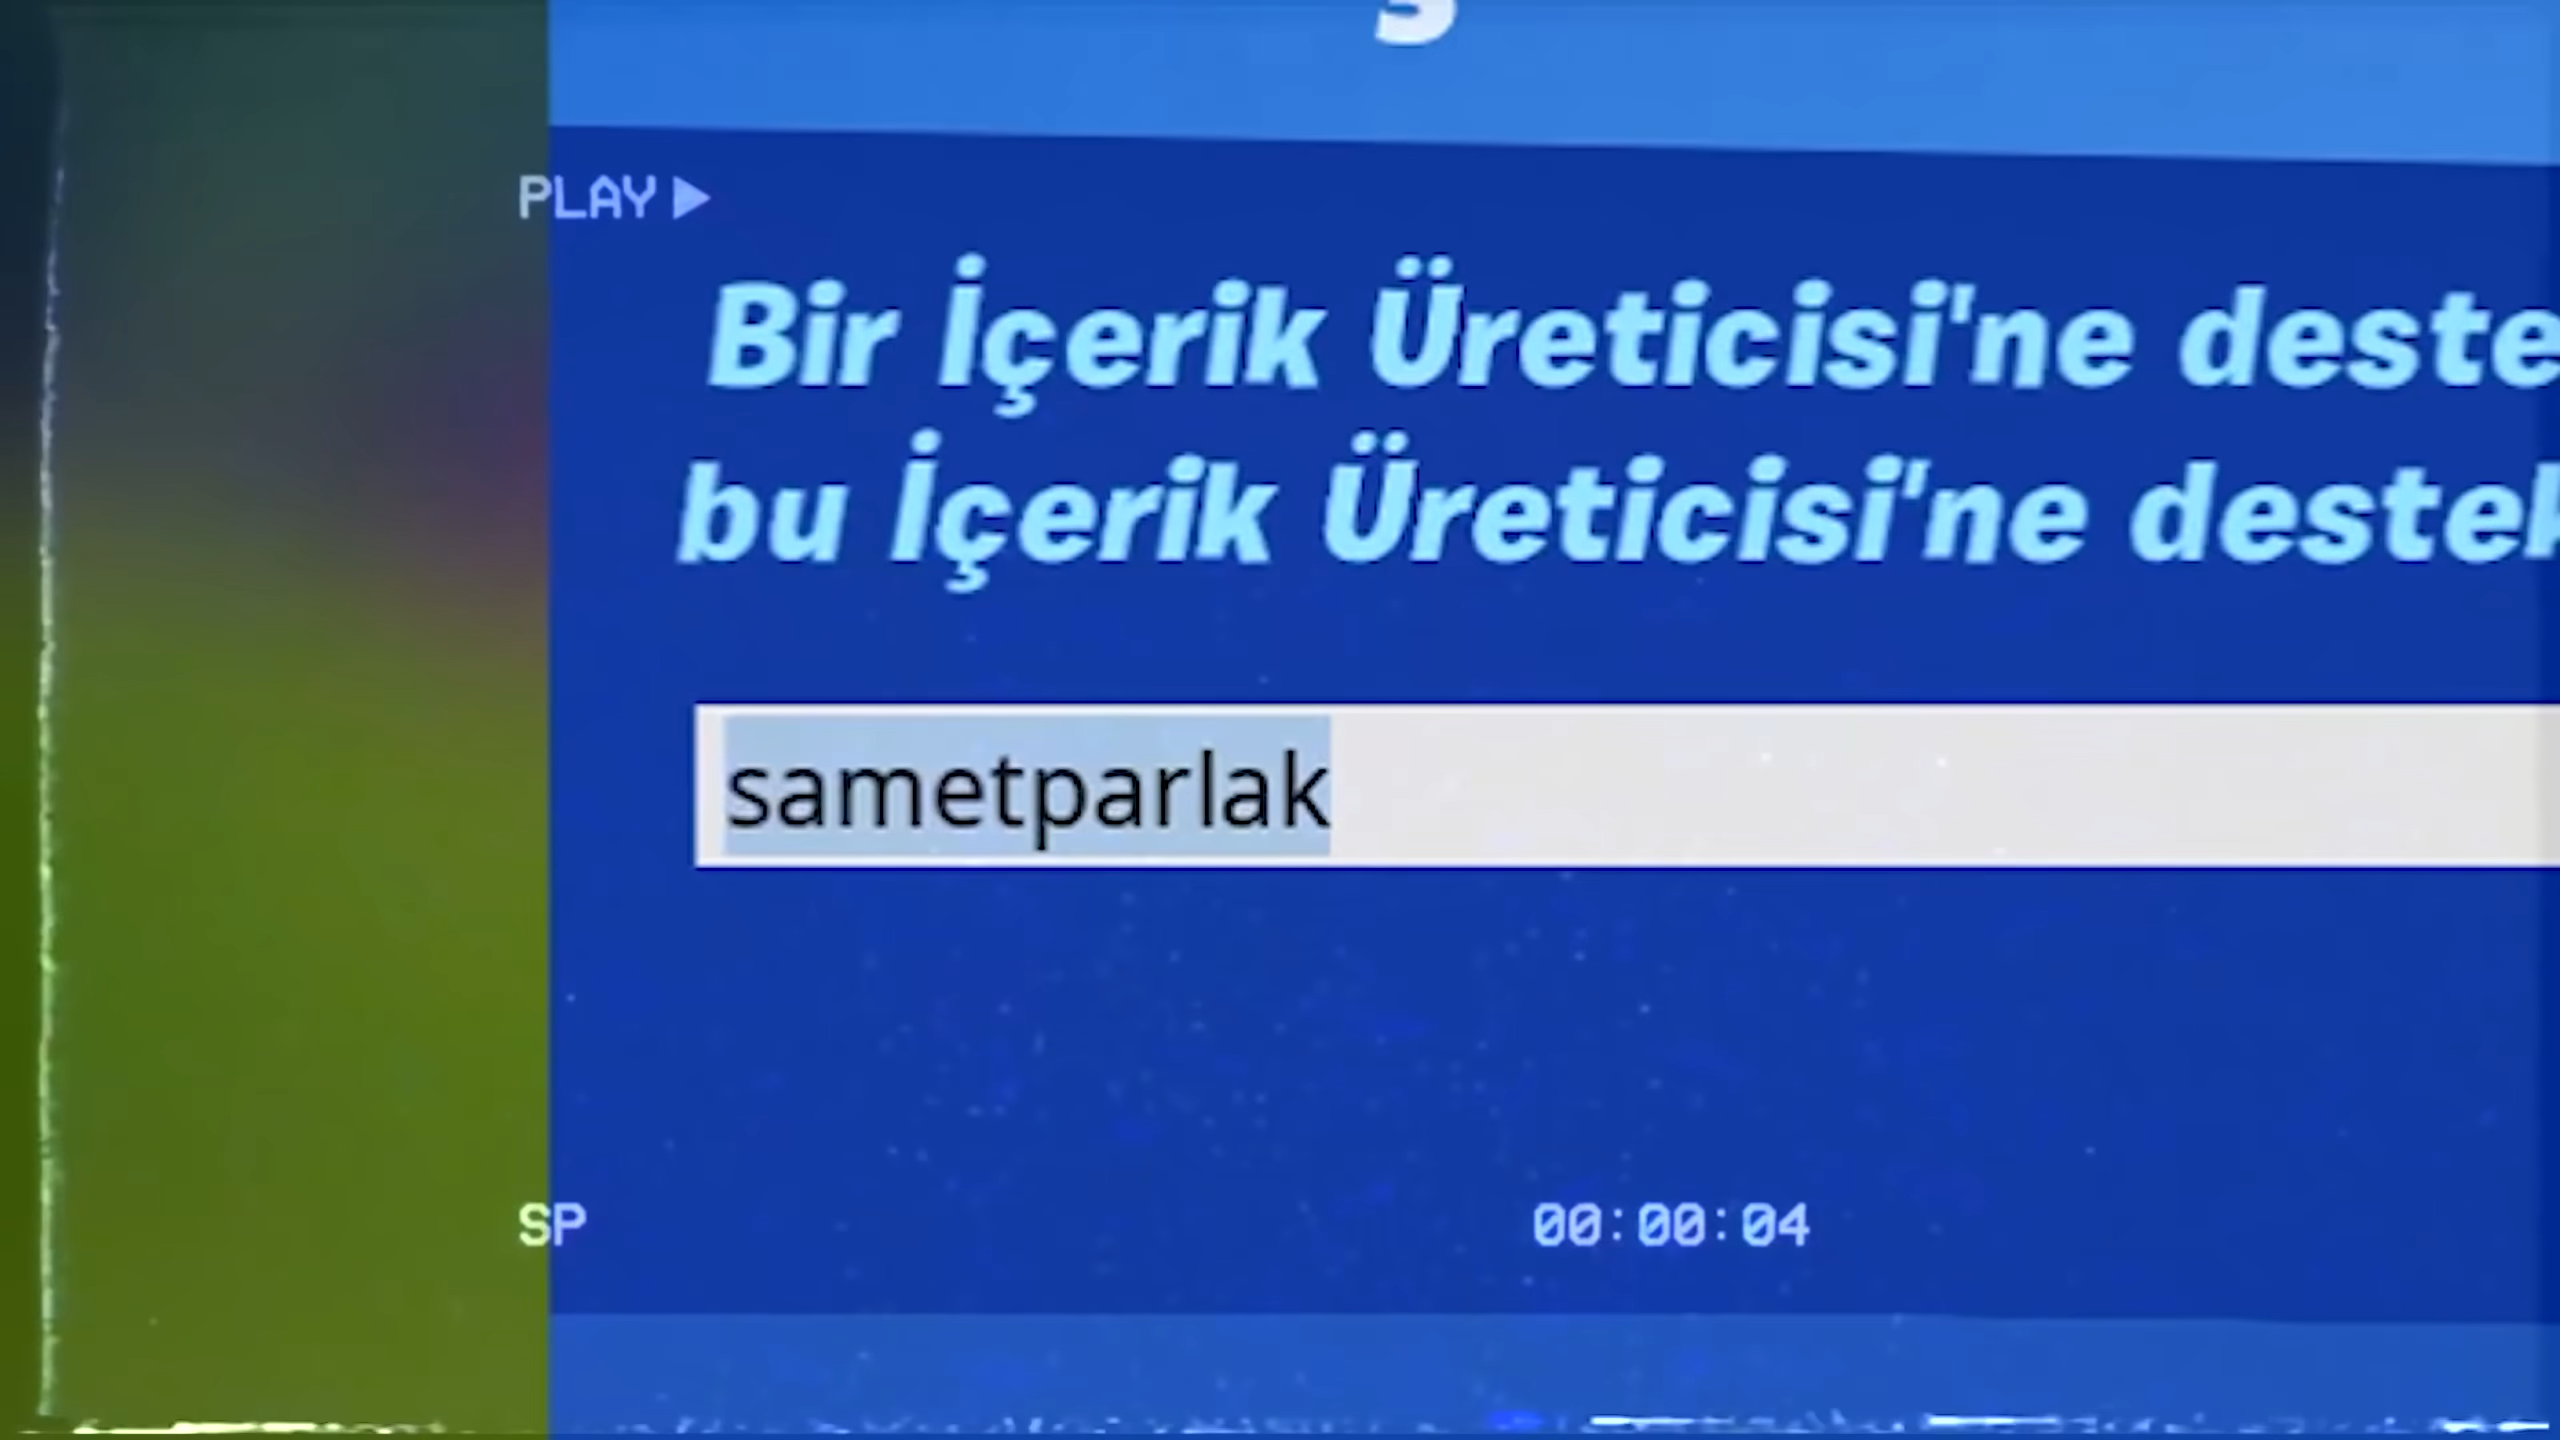 PLAY
Bir İçerik Üreticisi'ne deste
bu İçerik Üreticisi'ne destek
sametparlak
SP
00:00:04